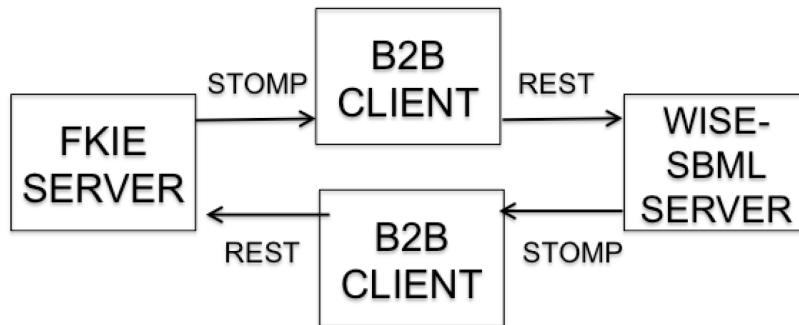 B2B
CLIENT
STOMP
REST
FKIE
SERVER
WISE-
SBML
SERVER
REST
B2B
CLIENT
STOMP